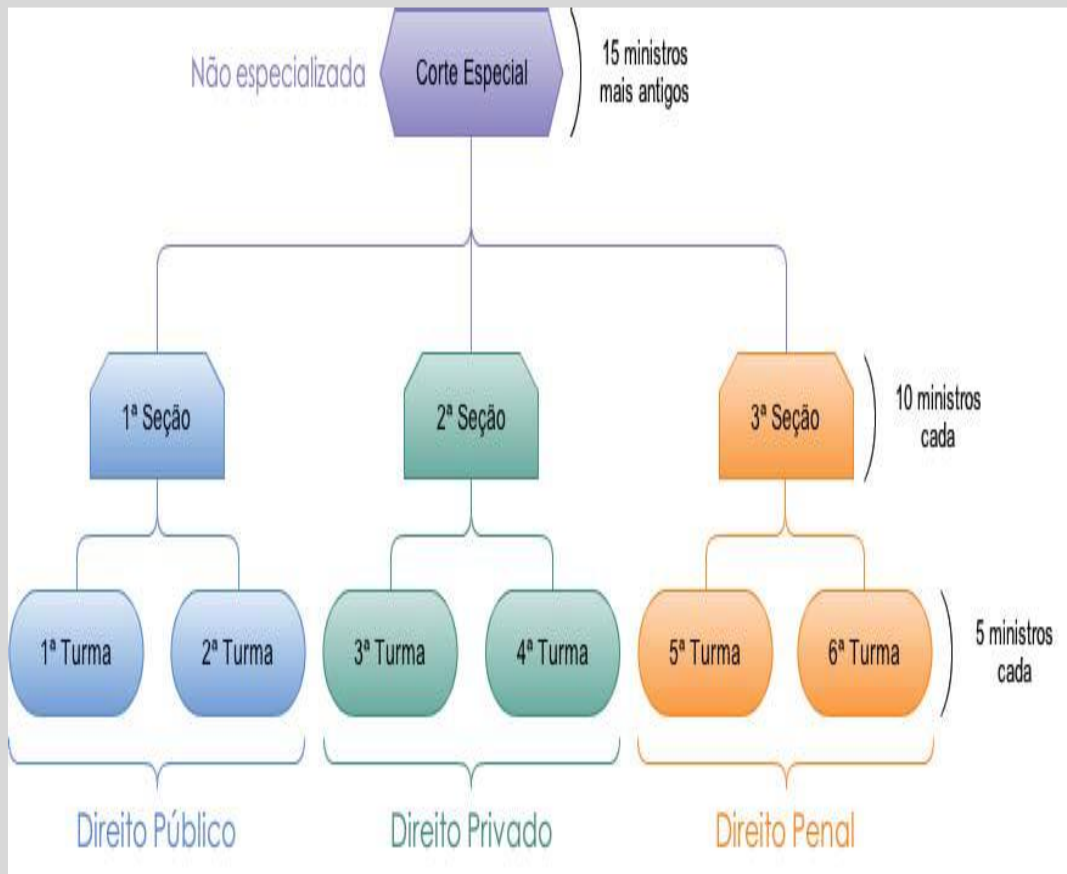 Não especializada
Corte Especial
15 ministros
mais antigos
1ª Seção
2ª Seção
3ª Seção
10 ministros
cada
1ª Turma
2ª Turma
3ª Turma
4ª Turma
5ª Turma
6ª Turma
5 ministros
cada
Direito Público
Direito Privado
Direito Penal